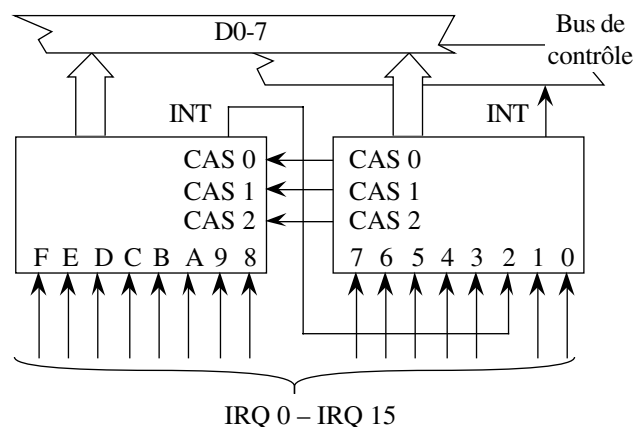 D0-7
Bus de
contrôle
INT
INT
CAS 0
CAS 1
CAS 2
CAS 0
CAS 1
CAS 2
F E D C B A 9 8
7 6 5 4 3 2 1 0
IRQ 0 – IRQ 15